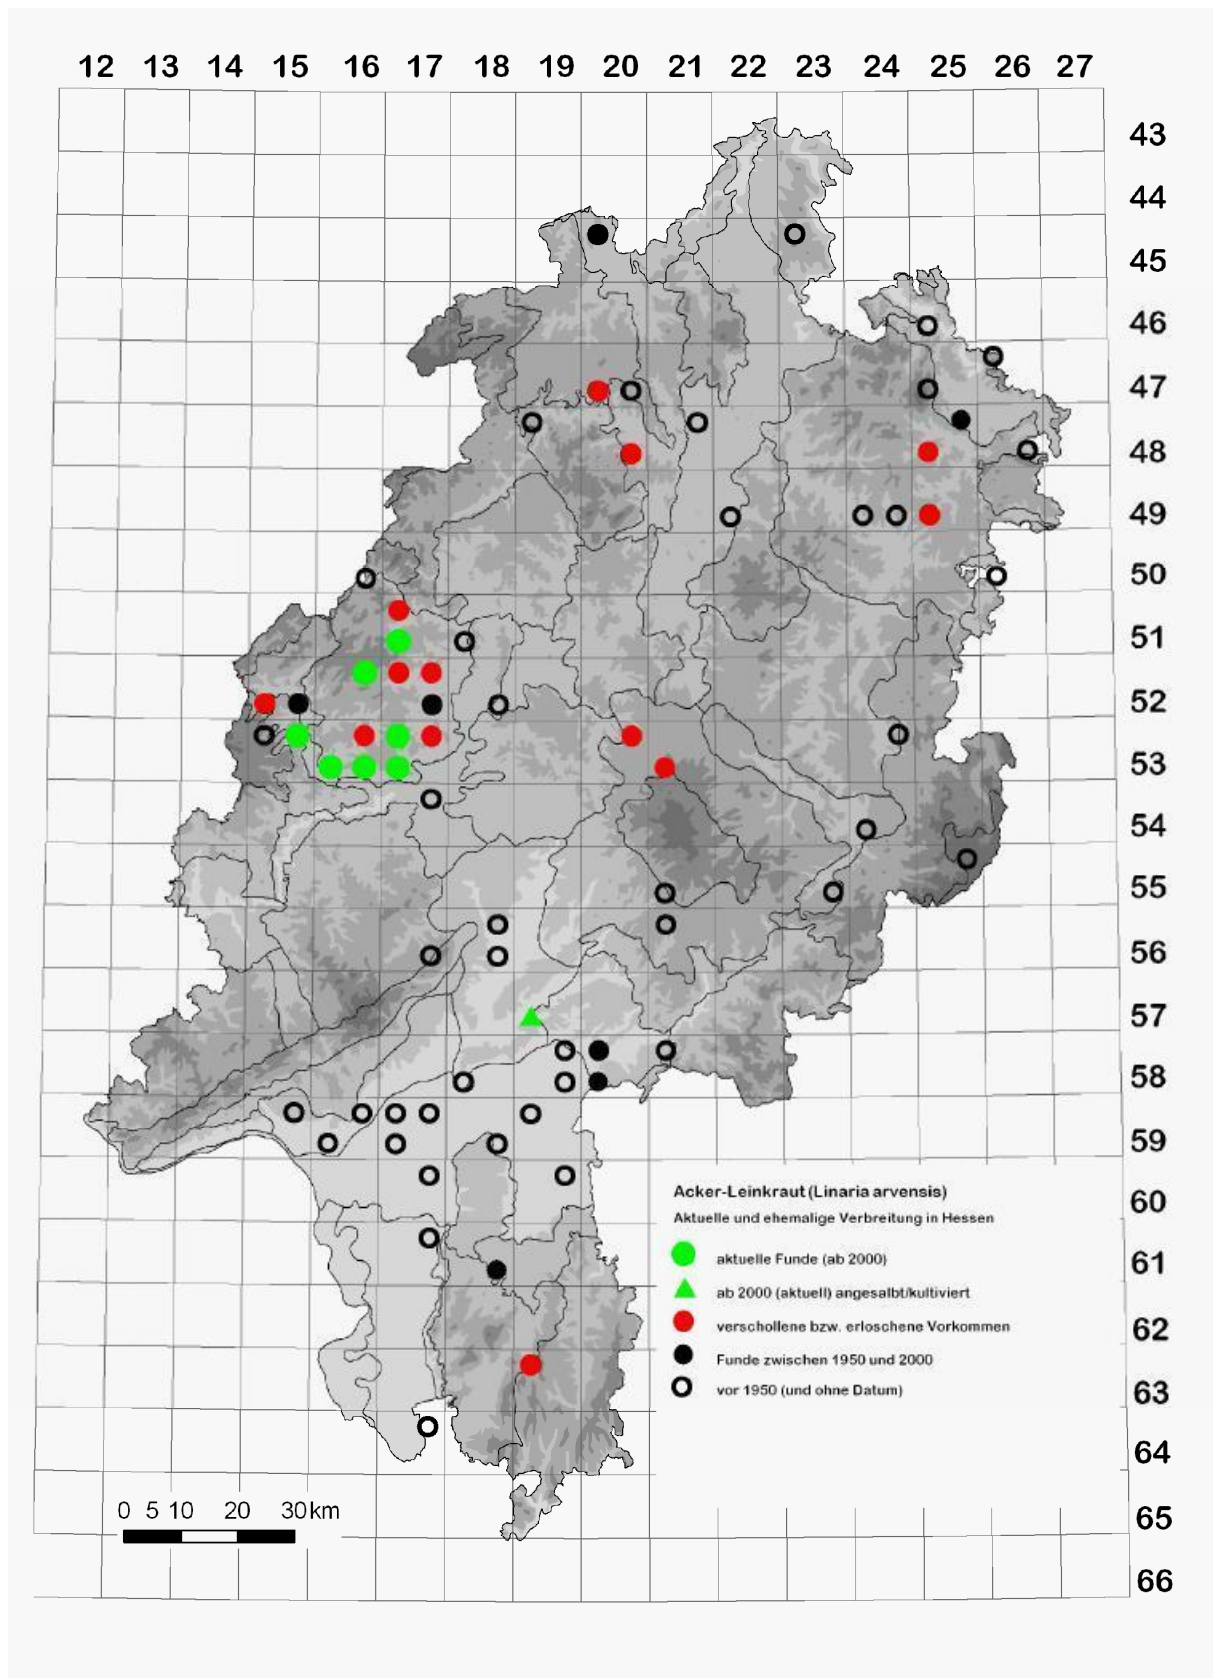 12 13 14 15 16 17 18 19 20 21 22 23 24 25 26 27
43
44
45
46
47
48
49
50
51
52
53
54
55
56
57
58
59
60
61
62
63
64
65
66
Acker-Leinkraut (Linaria arvensis)
Aktuelle und ehemalige Verbreitung in Hessen
aktuelle Funde (ab 2000)
ab 2000 (aktuell) angesalbt/kultiviert
verschollene bzw. erloschene Vorkommen
Funde zwischen 1950 und 2000
vor 1950 (und ohne Datum)
0 5 10 20 30km